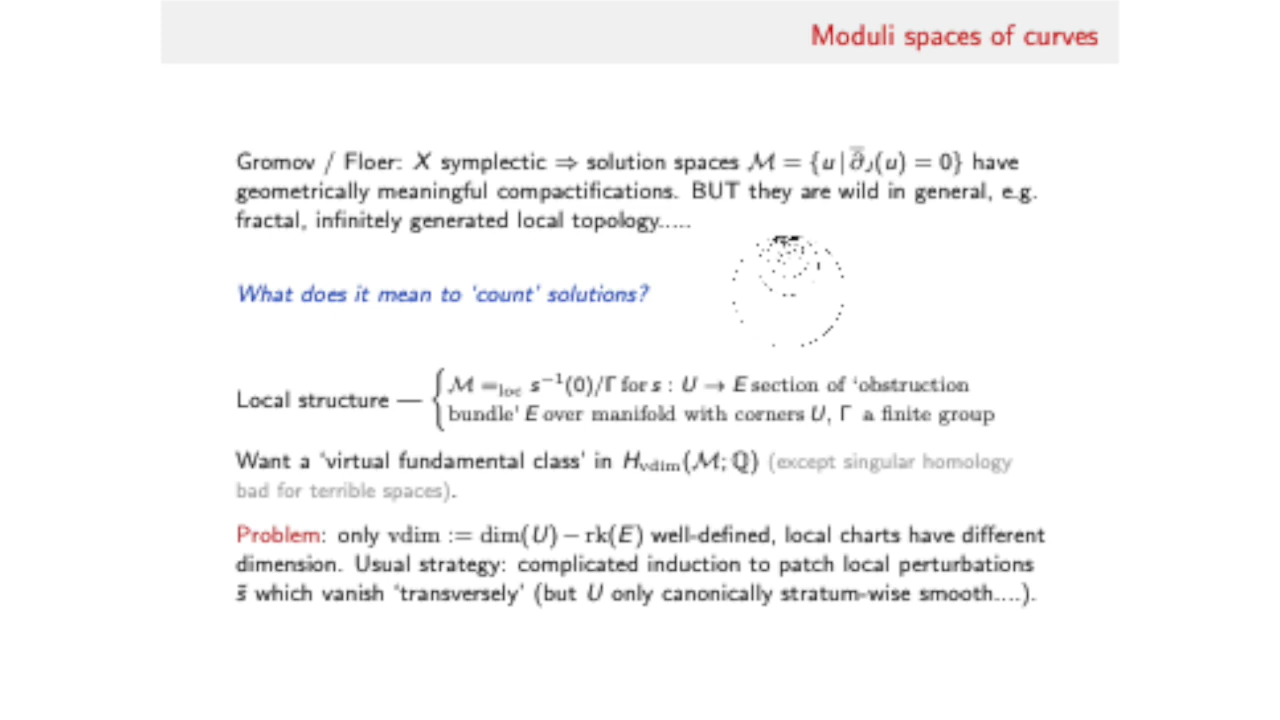 Moduli spaces of curves
Gromov / Floer: X symplectic ⇒ solution spaces ℳ = {u | ∂̄_J(u) = 0} have
geometrically meaningful compactifications. BUT they are wild in general, e.g.
fractal, infinitely generated local topology.....
What does it mean to ‘count’ solutions?
Local structure — { ℳ =_loc s⁻¹(0)/Γ for s : U → E section of ‘obstruction
bundle’ E over manifold with corners U, Γ a finite group
Want a ‘virtual fundamental class’ in H_vdim(ℳ; ℚ) (except singular homology
bad for terrible spaces).
Problem: only vdim := dim(U) − rk(E) well-defined, local charts have different
dimension. Usual strategy: complicated induction to patch local perturbations
s̃ which vanish ‘transversely’ (but U only canonically stratum-wise smooth....).